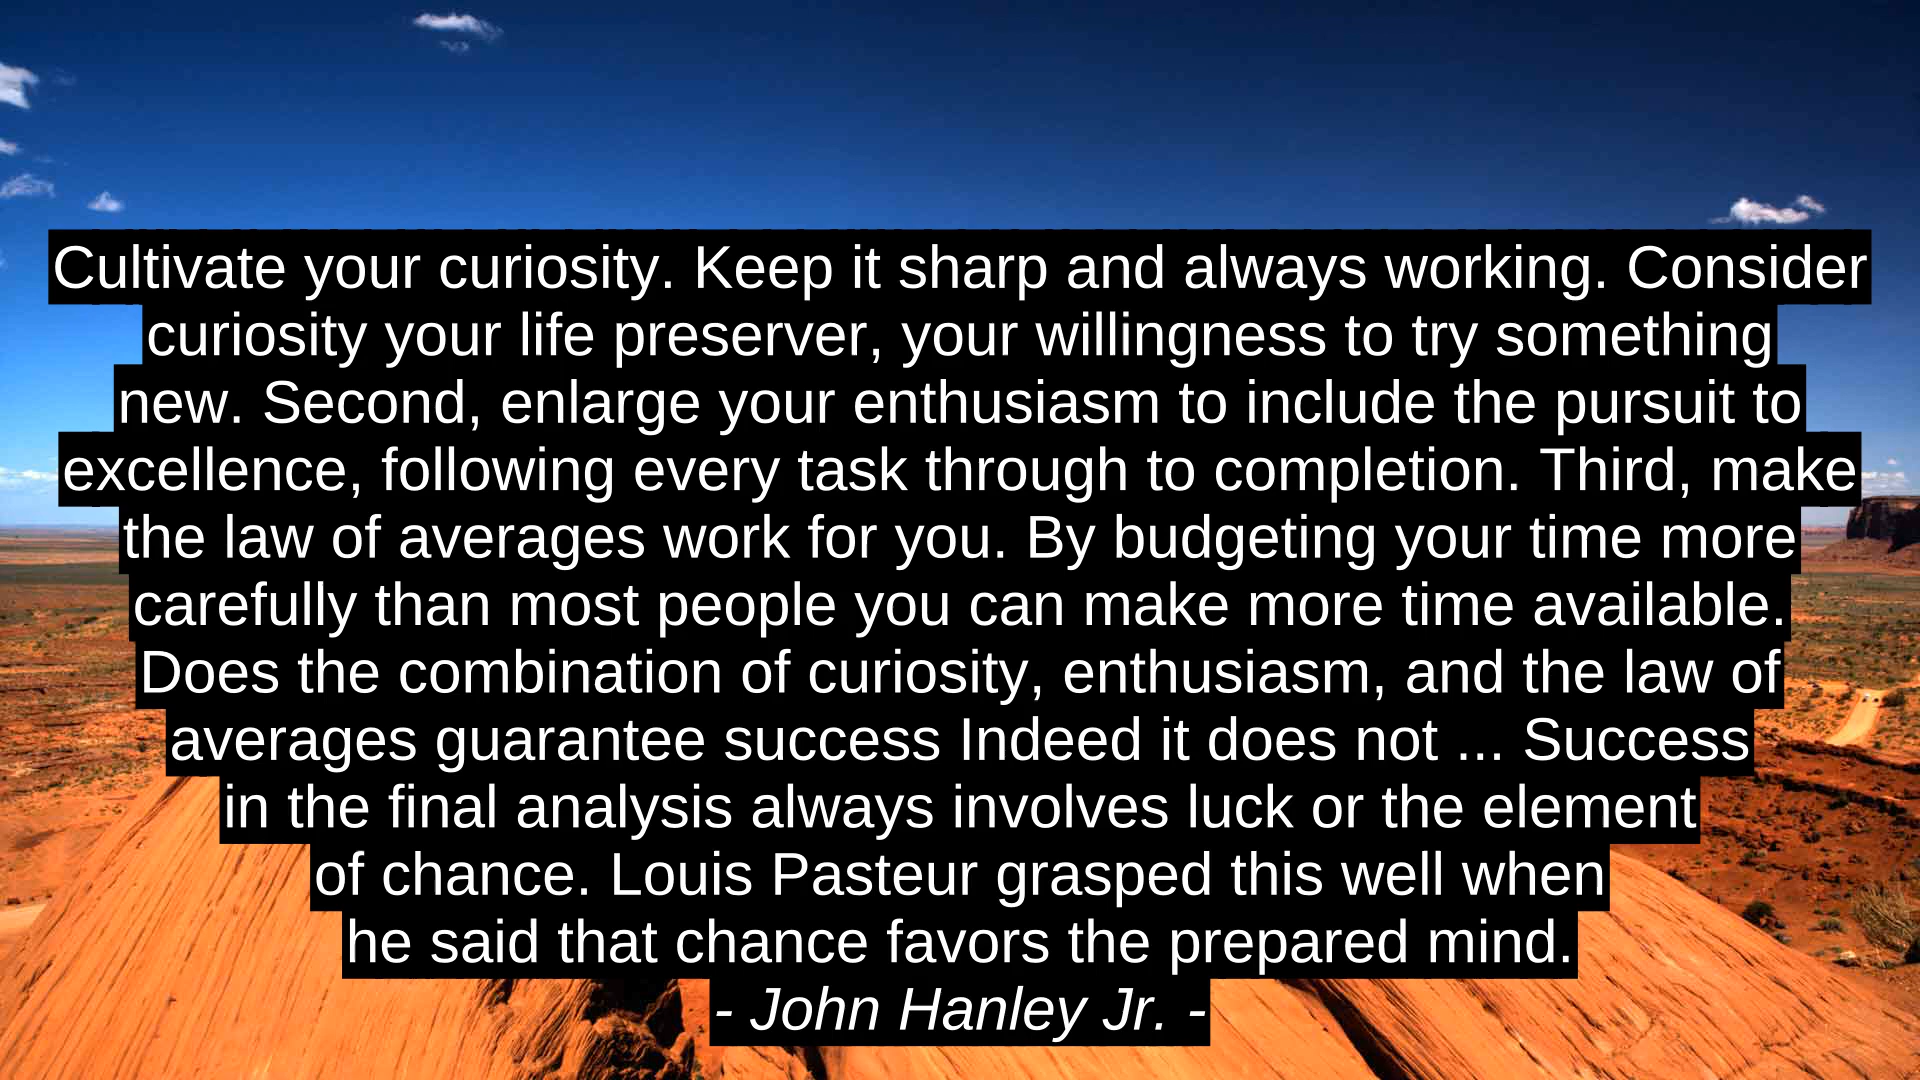 Cultivate your curiosity. Keep it sharp and always working. Consider
curiosity your life preserver, your willingness to try something
new. Second, enlarge your enthusiasm to include the pursuit to
excellence, following every task through to completion. Third, make
the law of averages work for you. By budgeting your time more
carefully than most people you can make more time available.
Does the combination of curiosity, enthusiasm, and the law of
averages guarantee success Indeed it does not ... Success
in the final analysis always involves luck or the element
of chance. Louis Pasteur grasped this well when
he said that chance favors the prepared mind.
- John Hanley Jr. -